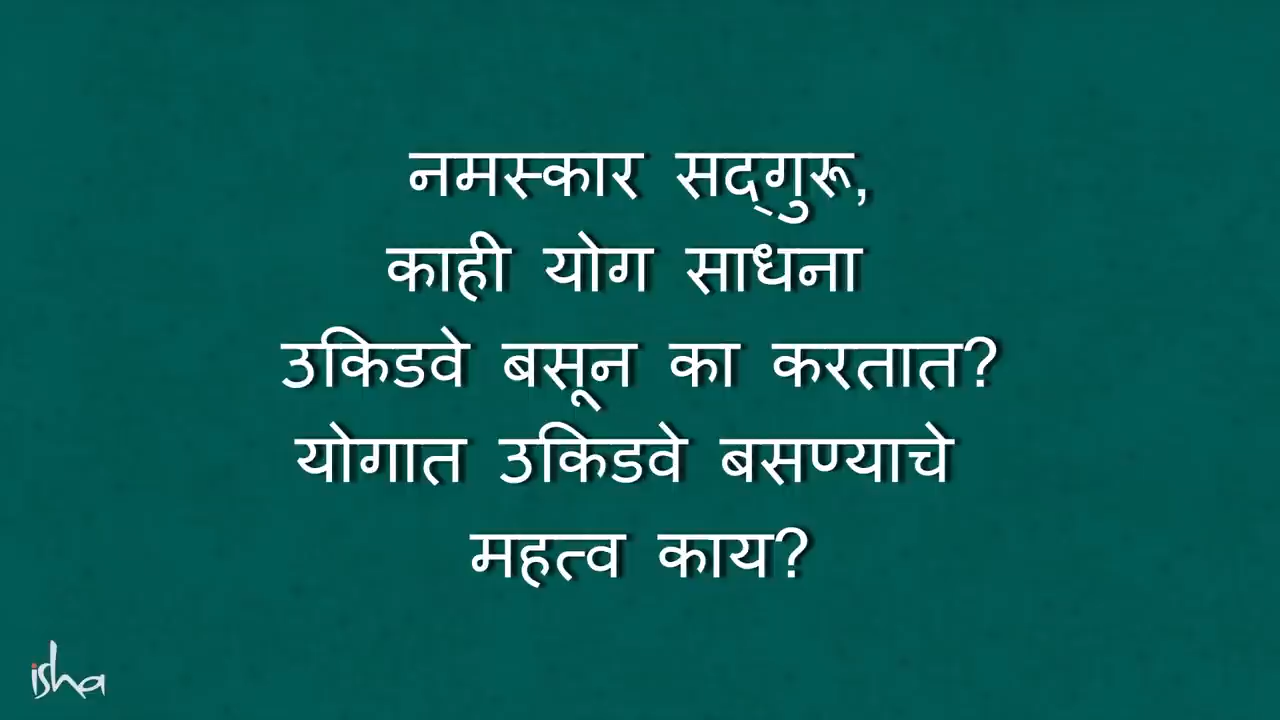 नमस्कार सद्‌गुरू,
काही योग साधना
उकिडवे बसून का करतात?
योगात उकिडवे बसण्याचे
महत्व काय?
isha